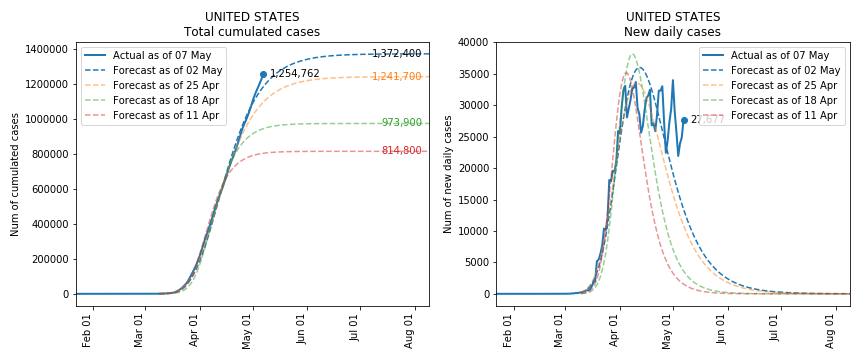 UNITED STATES
Total cumulated cases
Num of cumulated cases
1400000
1200000
1000000
800000
600000
400000
200000
0
Actual as of 07 May
Forecast as of 02 May
Forecast as of 25 Apr
Forecast as of 18 Apr
Forecast as of 11 Apr
1,372,400
1,254,762
1,241,700
973,900
814,800
Feb 01
Mar 01
Apr 01
May 01
Jun 01
Jul 01
Aug 01
UNITED STATES
New daily cases
Num of new daily cases
40000
35000
30000
25000
20000
15000
10000
5000
0
Actual as of 07 May
Forecast as of 02 May
Forecast as of 25 Apr
Forecast as of 18 Apr
Forecast as of 11 Apr
27,677
Feb 01
Mar 01
Apr 01
May 01
Jun 01
Jul 01
Aug 01